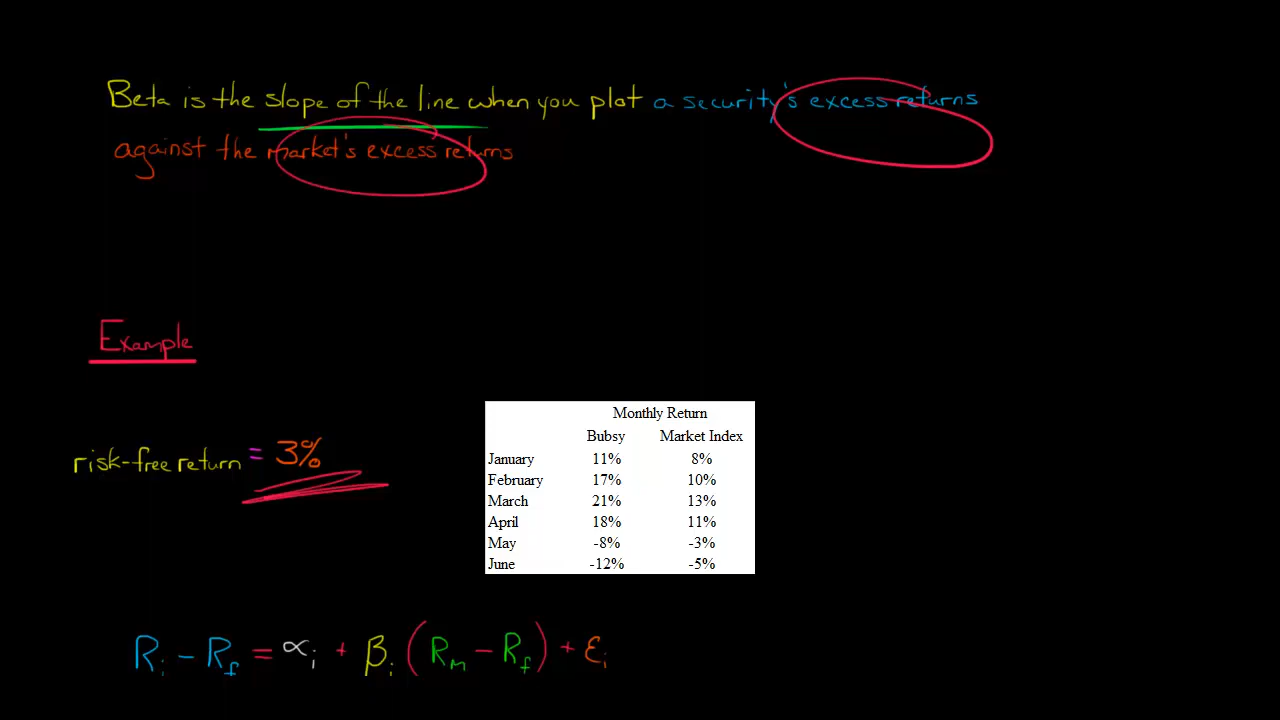 Beta is the slope of the line when you plot a security's excess returns
against the market's excess returns
Example
risk-free return = 3%
Monthly Return
Bubsy Market Index
January 11% 8%
February 17% 10%
March 21% 13%
April 18% 11%
May -8% -3%
June -12% -5%
Ri - Rf = αi + βi (Rm - Rf) + εi